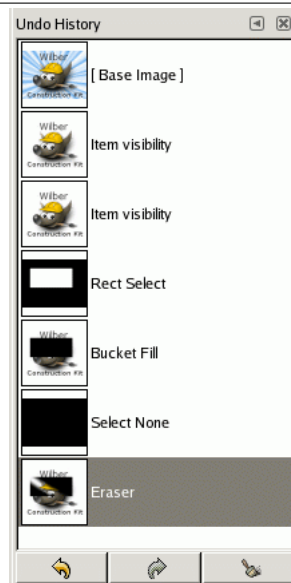 Undo History
Wilber
Construction Kit
[ Base Image ]
Wilber
Construction Kit
Item visibility
Wilber
Construction Kit
Item visibility
Rect Select
Wilber
Construction Kit
Bucket Fill
Select None
Wilber
Construction Kit
Eraser